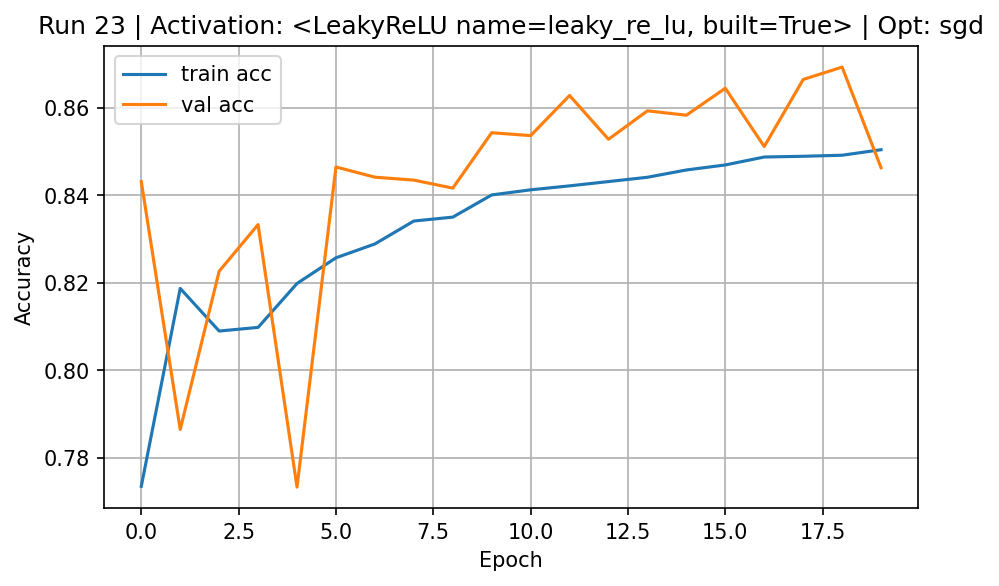 Run 23 | Activation: <LeakyReLU name=leaky_re_lu, built=True> | Opt: sgd
train acc
val acc
0.86
0.84
0.82
0.80
0.78
Accuracy
0.0 2.5 5.0 7.5 10.0 12.5 15.0 17.5
Epoch